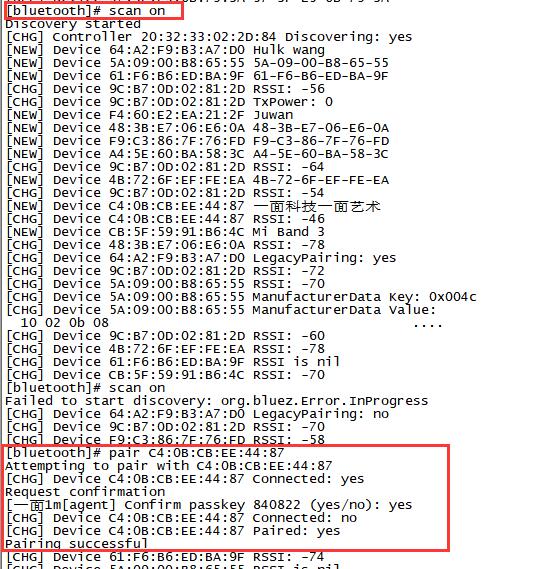 [bluetooth]# scan on
Discovery started
[CHG] Controller 20:32:33:02:2D:84 Discovering: yes
[NEW] Device 64:A2:F9:B3:A7:D0 Hulk wang
[NEW] Device 5A:09:00:B8:65:55 5A-09-00-B8-65-55
[NEW] Device 61:F6:B6:ED:BA:9F 61-F6-B6-ED-BA-9F
[CHG] Device 9C:B7:0D:02:81:2D RSSI: -56
[CHG] Device 9C:B7:0D:02:81:2D TxPower: 0
[NEW] Device F4:60:E2:EA:21:2F Juwan
[NEW] Device 48:3B:E7:06:E6:0A 48-3B-E7-06-E6-0A
[NEW] Device F9:C3:86:7F:76:FD F9-C3-86-7F-76-FD
[NEW] Device A4:5E:60:BA:58:3C A4-5E-60-BA-58-3C
[CHG] Device 9C:B7:0D:02:81:2D RSSI: -64
[NEW] Device 4B:72:6F:EF:FE:EA 4B-72-6F-EF-FE-EA
[CHG] Device 9C:B7:0D:02:81:2D RSSI: -54
[NEW] Device C4:0B:CB:EE:44:87 一面科技一面艺术
[CHG] Device C4:0B:CB:EE:44:87 RSSI: -46
[NEW] Device CB:5F:59:91:B6:4C Mi Band 3
[CHG] Device 48:3B:E7:06:E6:0A RSSI: -78
[CHG] Device 64:A2:F9:B3:A7:D0 LegacyPairing: yes
[CHG] Device 9C:B7:0D:02:81:2D RSSI: -72
[CHG] Device 5A:09:00:B8:65:55 RSSI: -70
[CHG] Device 5A:09:00:B8:65:55 ManufacturerData Key: 0x004c
[CHG] Device 5A:09:00:B8:65:55 ManufacturerData Value:
10 02 0b 08 ....
[CHG] Device 9C:B7:0D:02:81:2D RSSI: -60
[CHG] Device 4B:72:6F:EF:FE:EA RSSI: -78
[CHG] Device 61:F6:B6:ED:BA:9F RSSI is nil
[CHG] Device CB:5F:59:91:B6:4C RSSI: -70
[bluetooth]# scan on
Failed to start discovery: org.bluez.Error.InProgress
[CHG] Device 64:A2:F9:B3:A7:D0 LegacyPairing: no
[CHG] Device 9C:B7:0D:02:81:2D RSSI: -70
[CHG] Device F9:C3:86:7F:76:FD RSSI: -58
[bluetooth]# pair C4:0B:CB:EE:44:87
Attempting to pair with C4:0B:CB:EE:44:87
[CHG] Device C4:0B:CB:EE:44:87 Connected: yes
Request confirmation
[一面1m[agent] Confirm passkey 840822 (yes/no): yes
[CHG] Device C4:0B:CB:EE:44:87 Connected: no
[CHG] Device C4:0B:CB:EE:44:87 Paired: yes
Pairing successful
[CHG] Device 61:F6:B6:ED:BA:9F RSSI: -74
[CHG] Device 5A:09:00:B8:65:55 RSSI is nil